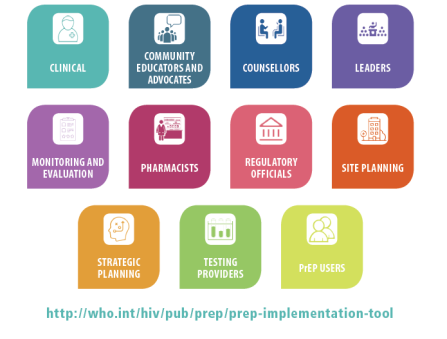 CLINICAL
COMMUNITY
EDUCATORS AND
ADVOCATES
COUNSELLORS
LEADERS
MONITORING AND
EVALUATION
PHARMACISTS
REGULATORY
OFFICIALS
SITE PLANNING
STRATEGIC
PLANNING
TESTING
PROVIDERS
PrEP USERS
http://who.int/hiv/pub/prep/prep-implementation-tool